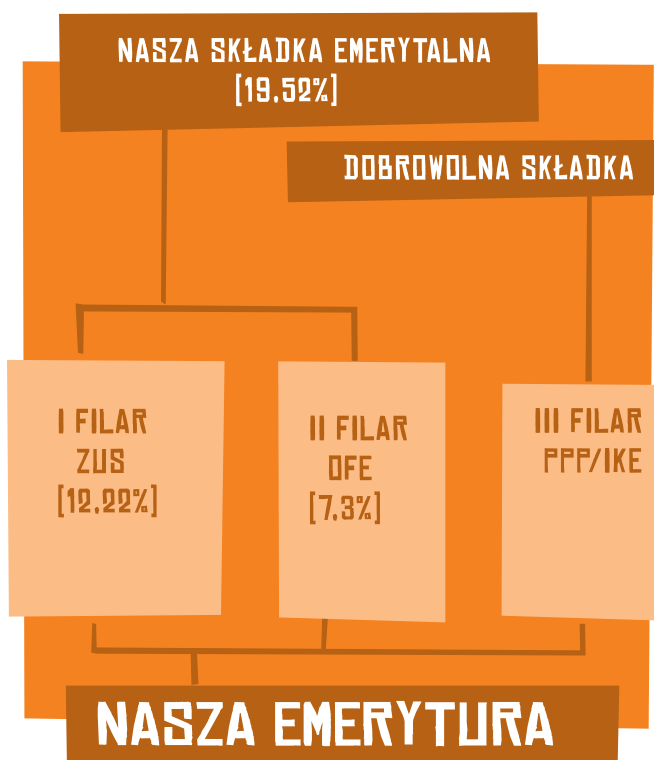 NASZA SKŁADKA EMERYTALNA
[19,52%]
DOBROWOLNA SKŁADKA
I FILAR
ZUS
[12,22%]
II FILAR
OFE
[7,3%]
III FILAR
PPP/IKE
NASZA EMERYTURA